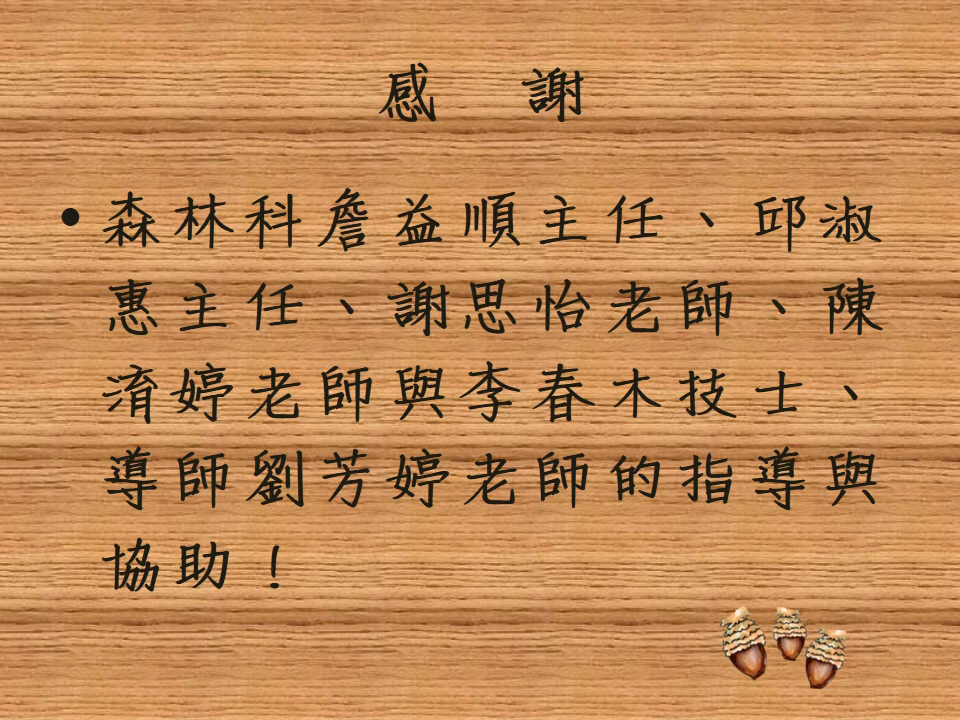 感 謝
• 森林科詹益順主任、邱淑
惠主任、謝思怡老師、陳
淯婷老師與李春木技士、
導師劉芳婷老師的指導與
協助！